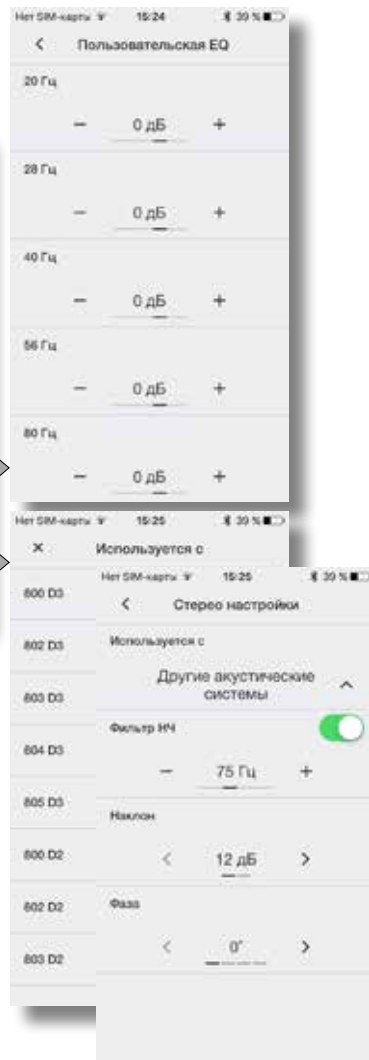 Нет SIM-карты 15:24 39 %
Пользовательская EQ
20 Гц
− 0 дБ +
28 Гц
− 0 дБ +
40 Гц
− 0 дБ +
56 Гц
− 0 дБ +
80 Гц
− 0 дБ +
Нет SIM-карты 15:25 39 %
× Используется с
800 D3
802 D3
803 D3
804 D3
805 D3
800 D2
802 D2
803 D2
Нет SIM-карты 15:25 39 %
Стерео настройки
Используется с
Другие акустические
системы
Фильтр НЧ
− 75 Гц +
Наклон
< 12 дБ >
Фаза
< 0° >